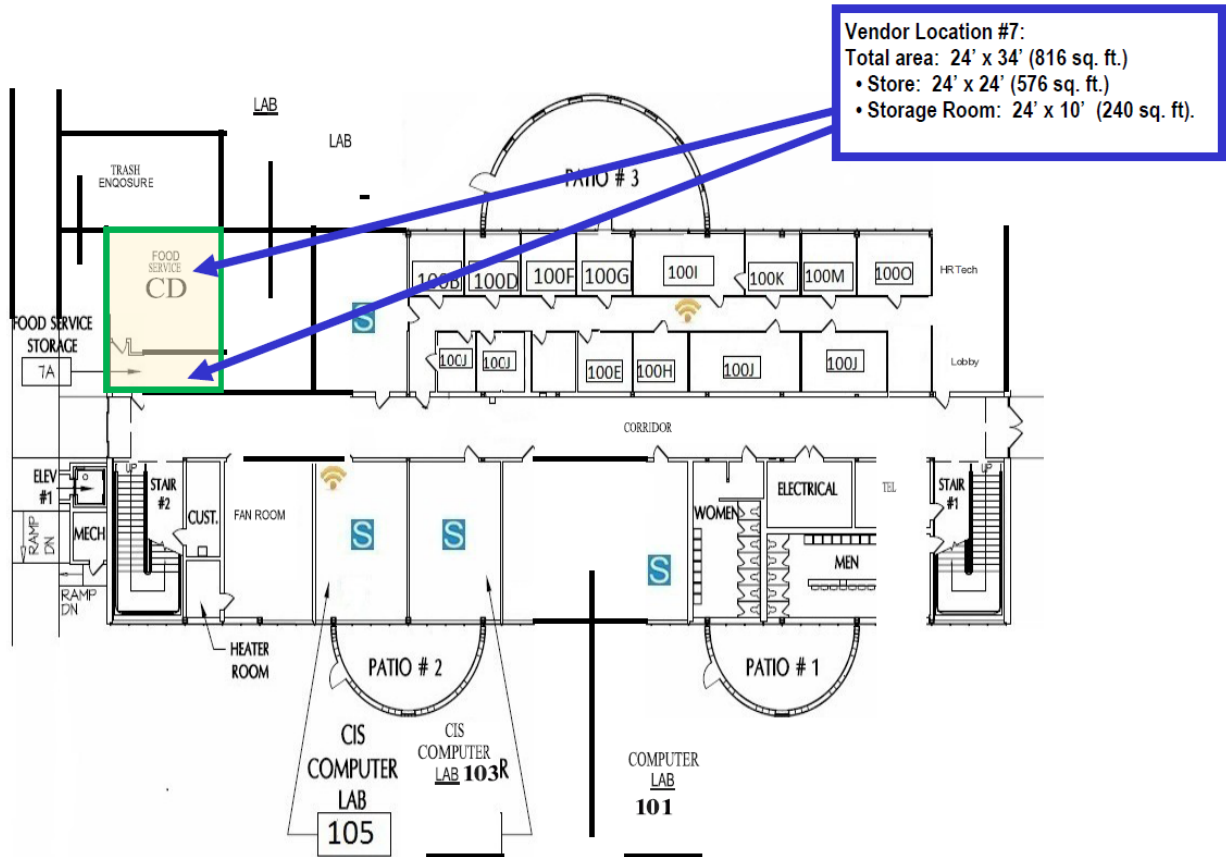 Vendor Location #7:
Total area: 24’ x 34’ (816 sq. ft.)
• Store: 24’ x 24’ (576 sq. ft.)
• Storage Room: 24’ x 10’ (240 sq. ft).
LAB
LAB
TRASH
ENQOSURE
PATIO # 3
FOOD
SERVICE
CD
100B
100D
100F
100G
100I
100K
100M
100O
HR Tech
S
FOOD SERVICE
STORAGE
7A
10CJ
10CJ
100E
100H
100J
100J
Lobby
CORRIDOR
UP
UP
ELEV
#1
STAIR
#2
CUST.
FAN ROOM
WOMEN
ELECTRICAL
TEL
STAIR
#1
MECH
RAMP
DN
S
S
S
MEN
RAMP
DN
HEATER
ROOM
PATIO # 2
PATIO # 1
CIS
COMPUTER
LAB
105
CIS
COMPUTER
LAB 103R
COMPUTER
LAB
101